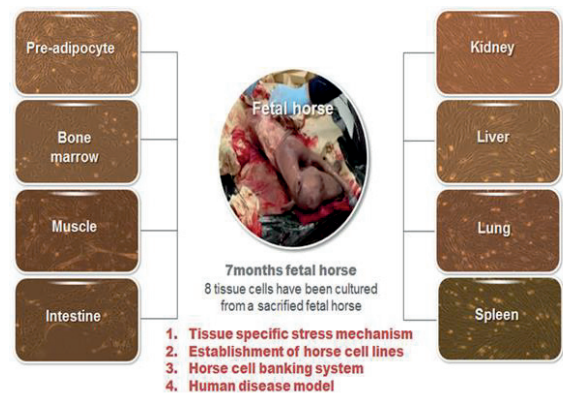 Pre-adipocyte
Bone
marrow
Muscle
Intestine
Fetal horse
7months fetal horse
8 tissue cells have been cultured
from a sacrified fetal horse
1. Tissue specific stress mechanism
2. Establishment of horse cell lines
3. Horse cell banking system
4. Human disease model
Kidney
Liver
Lung
Spleen